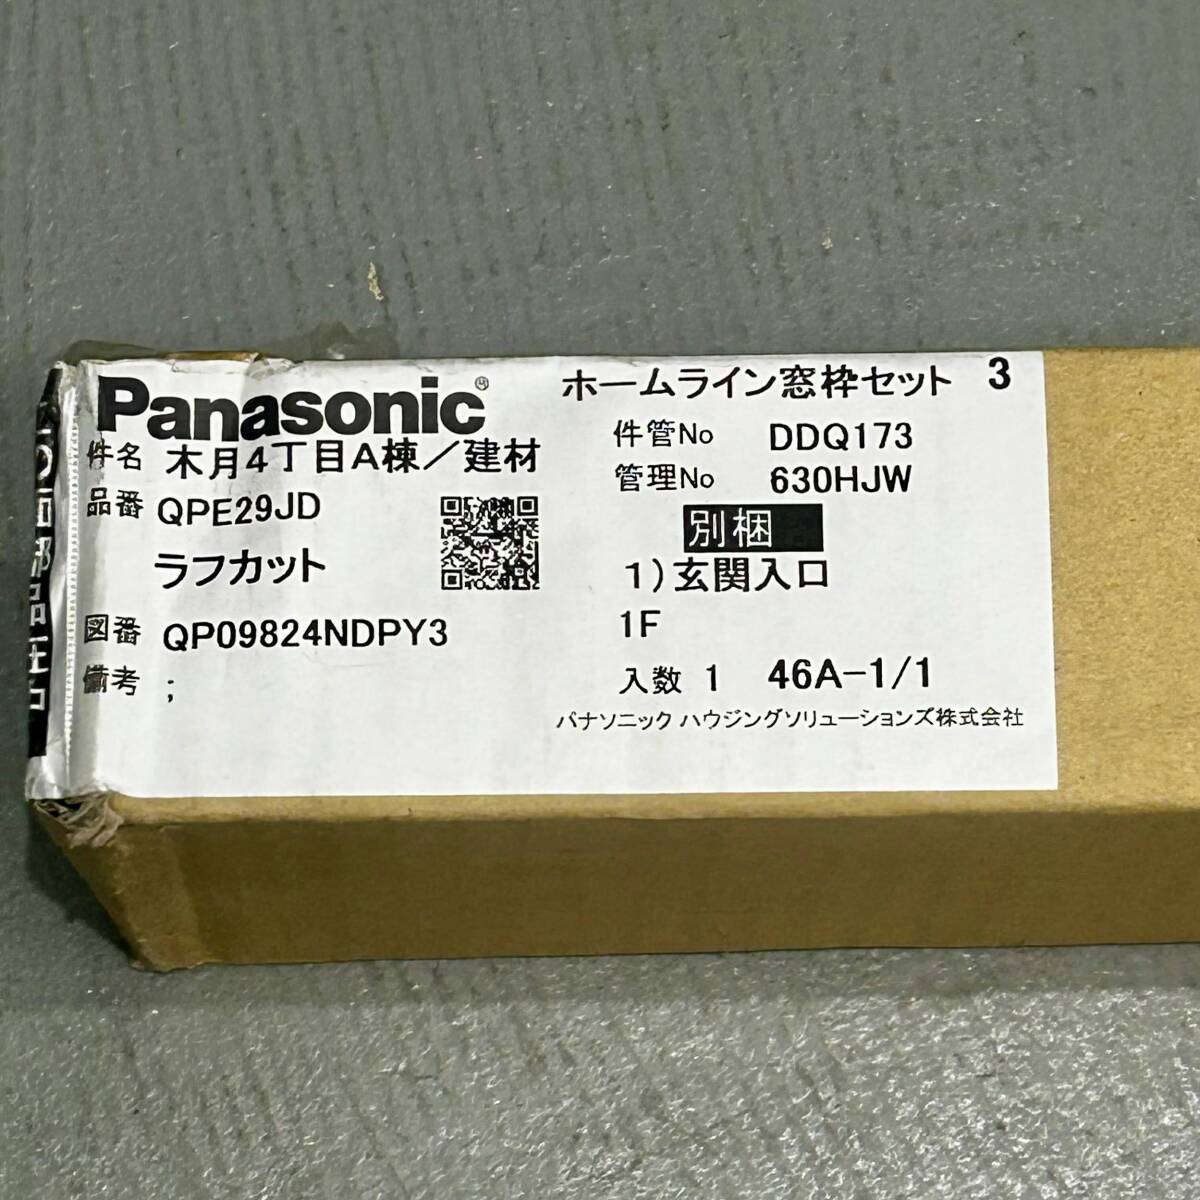 Panasonic®
ホームライン窓枠セット 3
件名 木月4丁目A棟／建材
件管No DDQ173
品番 QPE29JD
管理No 630HJW
ラフカット
別梱
1)玄関入口
図番 QP09824NDPY3
1F
備考 ;
入数 1 46A-1/1
パナソニック ハウジングソリューションズ株式会社